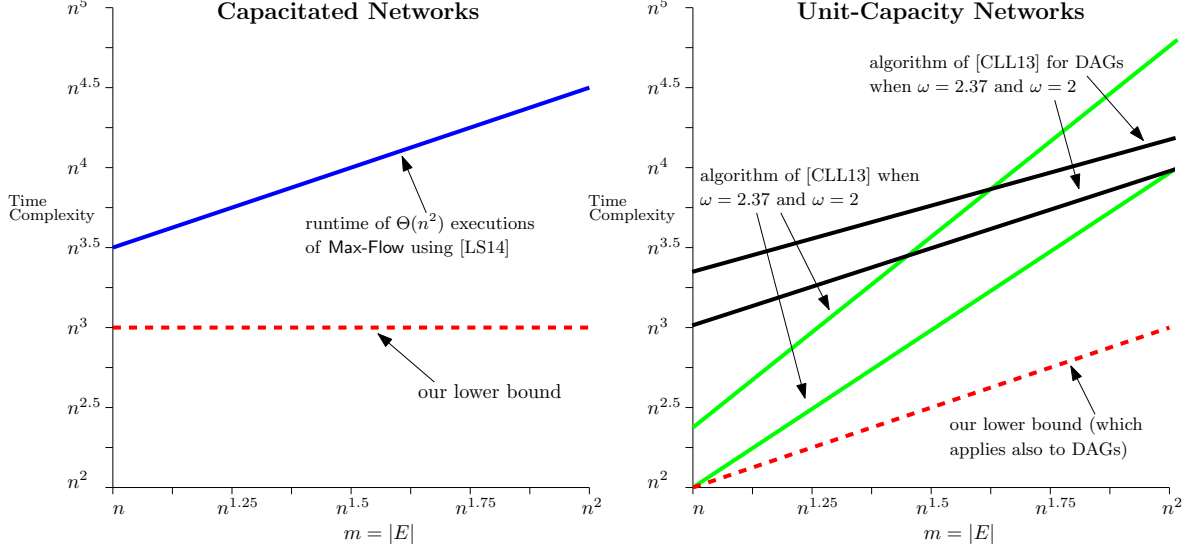 Capacitated Networks
n^5
n^{4.5}
n^4
Time
Complexity
n^{3.5}
n^3
n^{2.5}
n^2
runtime of Θ(n^2) executions
of Max-Flow using [LS14]
our lower bound
n
n^{1.25}
n^{1.5}
n^{1.75}
n^2
m = |E|
Unit-Capacity Networks
n^5
n^{4.5}
n^4
Time
Complexity
n^{3.5}
n^3
n^{2.5}
n^2
algorithm of [CLL13] for DAGs
when ω = 2.37 and ω = 2
algorithm of [CLL13] when
ω = 2.37 and ω = 2
our lower bound (which
applies also to DAGs)
n
n^{1.25}
n^{1.5}
n^{1.75}
n^2
m = |E|